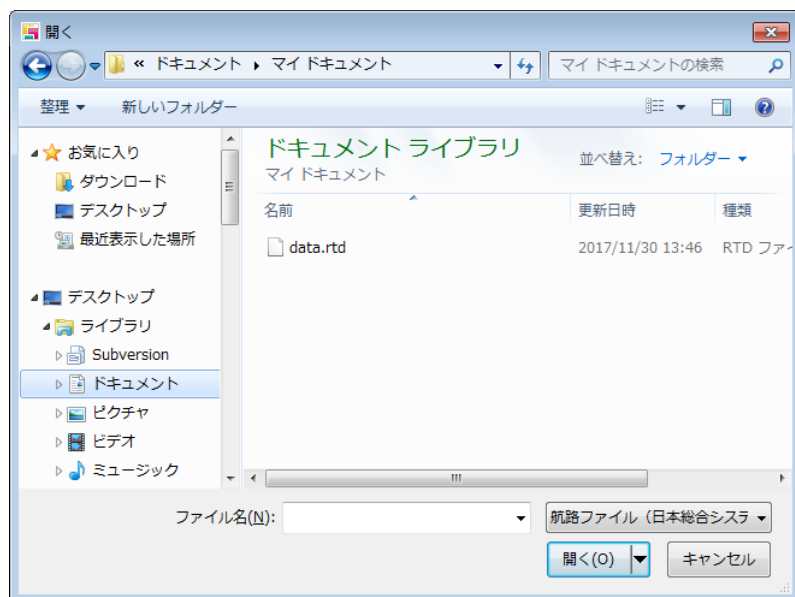 開く
« ドキュメント ▸ マイ ドキュメント
マイ ドキュメントの検索
整理 ▼ 新しいフォルダー
お気に入り
ダウンロード
デスクトップ
最近表示した場所
デスクトップ
ライブラリ
Subversion
ドキュメント
ピクチャ
ビデオ
ミュージック
ドキュメント ライブラリ
マイ ドキュメント
並べ替え: フォルダー ▼
名前 更新日時 種類
data.rtd 2017/11/30 13:46 RTD ファ
ファイル名(N):
航路ファイル（日本総合システ
開く(O) キャンセル